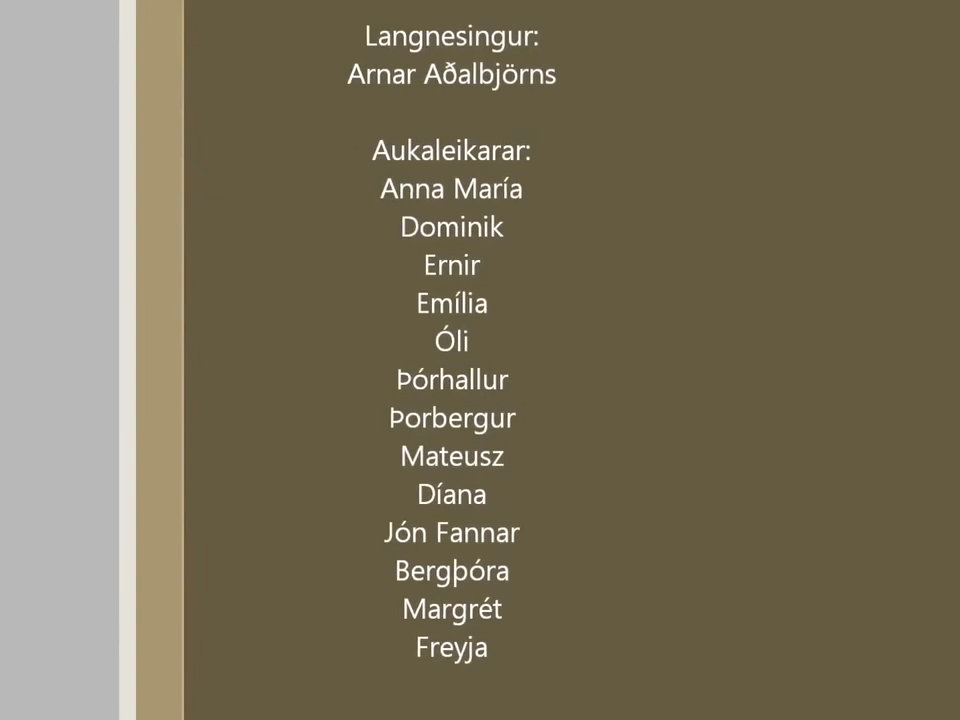 Langnesingur:
Arnar Aðalbjörns
Aukaleikarar:
Anna María
Dominik
Ernir
Emília
Óli
Þórhallur
Þorbergur
Mateusz
Díana
Jón Fannar
Bergþóra
Margrét
Freyja